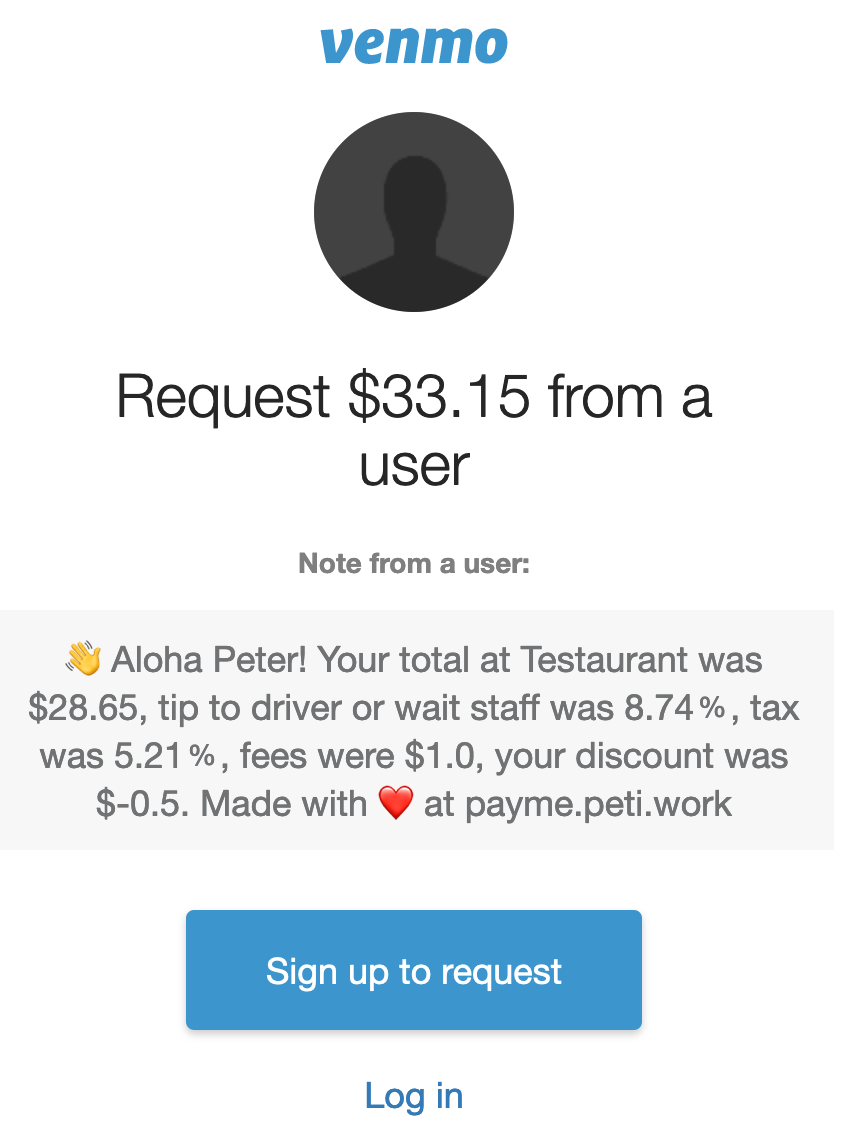 venmo
Request $33.15 from a
user
Note from a user:
👋 Aloha Peter! Your total at Testaurant was
$28.65, tip to driver or wait staff was 8.74%, tax
was 5.21%, fees were $1.0, your discount was
$-0.5. Made with ❤️ at payme.peti.work
Sign up to request
Log in